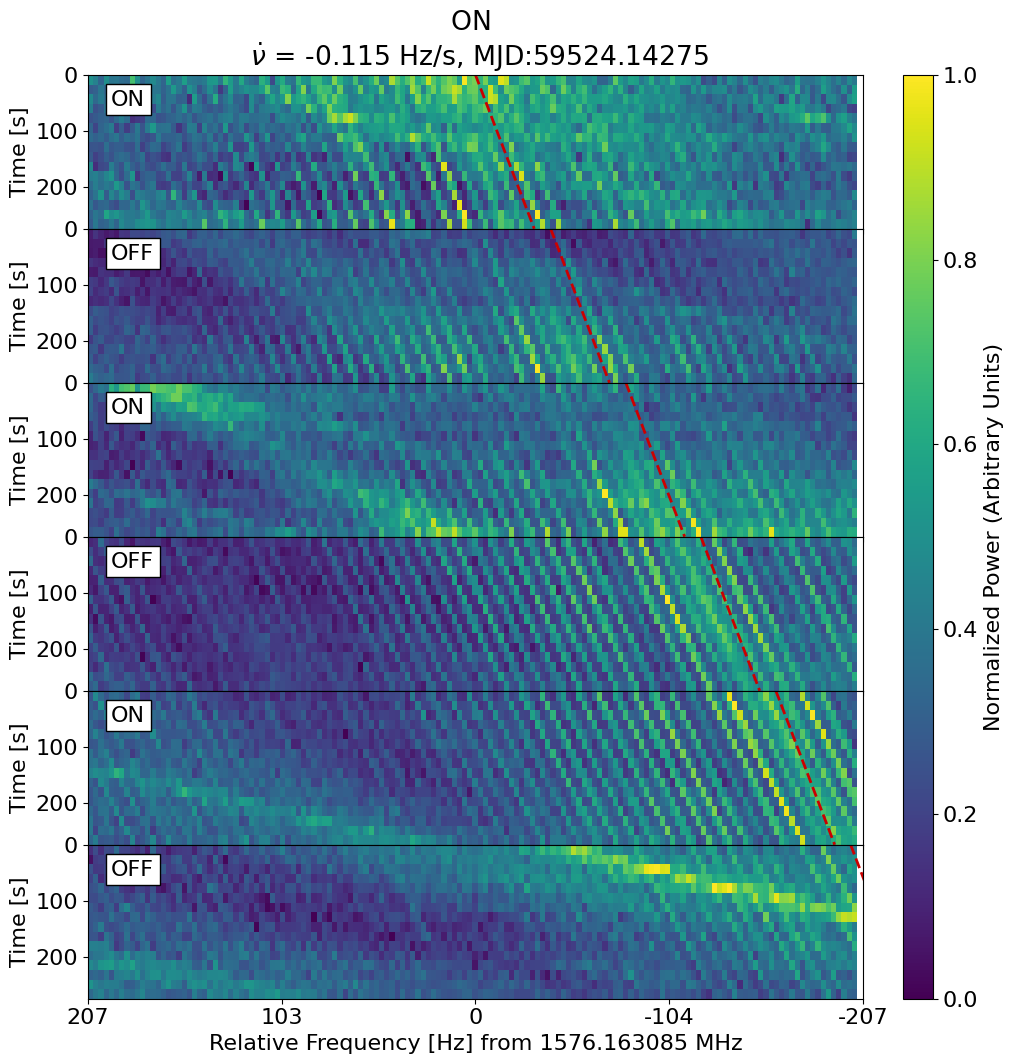 ON
ν̇ = -0.115 Hz/s, MJD:59524.14275
0
ON
Time [s]
100
200
0
OFF
Time [s]
100
200
0
ON
Time [s]
100
200
0
OFF
Time [s]
100
200
0
ON
Time [s]
100
200
0
OFF
Time [s]
100
200
207 103 0 -104 -207
Relative Frequency [Hz] from 1576.163085 MHz
1.0
0.8
0.6
0.4
0.2
0.0
Normalized Power (Arbitrary Units)